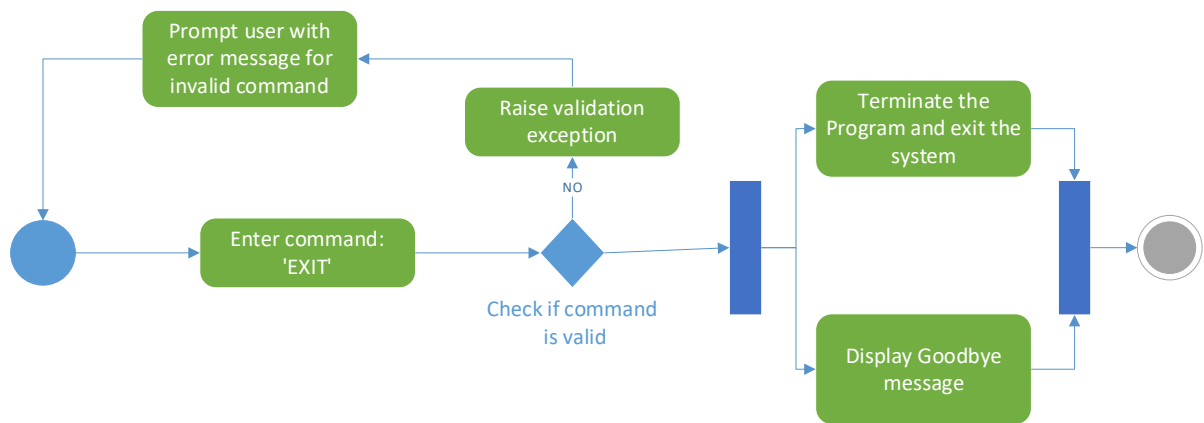 Prompt user with
error message for
invalid command
Raise validation
exception
Terminate the
Program and exit the
system
NO
Enter command:
'EXIT'
Check if command
is valid
Display Goodbye
message